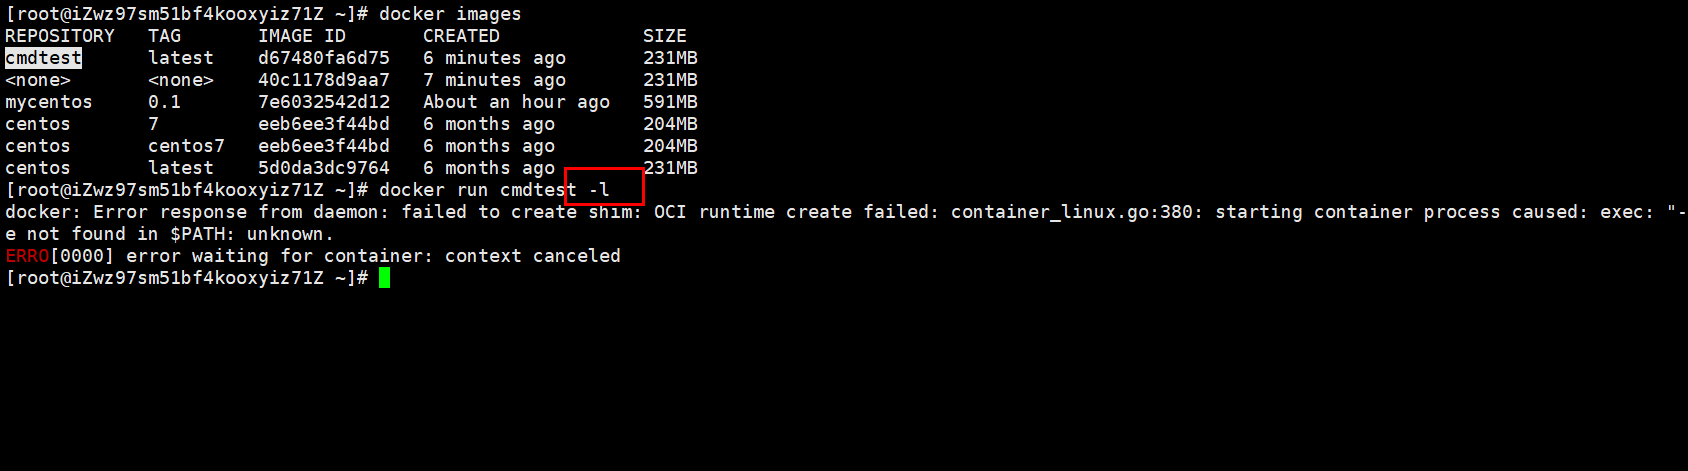 [root@iZwz97sm51bf4kooxyiz71Z ~]# docker images
REPOSITORY   TAG       IMAGE ID       CREATED             SIZE
cmdtest      latest    d67480fa6d75   6 minutes ago       231MB
<none>       <none>    40c1178d9aa7   7 minutes ago       231MB
mycentos     0.1       7e6032542d12   About an hour ago   591MB
centos       7         eeb6ee3f44bd   6 months ago        204MB
centos       centos7   eeb6ee3f44bd   6 months ago        204MB
centos       latest    5d0da3dc9764   6 months ago        231MB
[root@iZwz97sm51bf4kooxyiz71Z ~]# docker run cmdtest -l
docker: Error response from daemon: failed to create shim: OCI runtime create failed: container_linux.go:380: starting container process caused: exec: "-
e not found in $PATH: unknown.
ERRO[0000] error waiting for container: context canceled
[root@iZwz97sm51bf4kooxyiz71Z ~]#